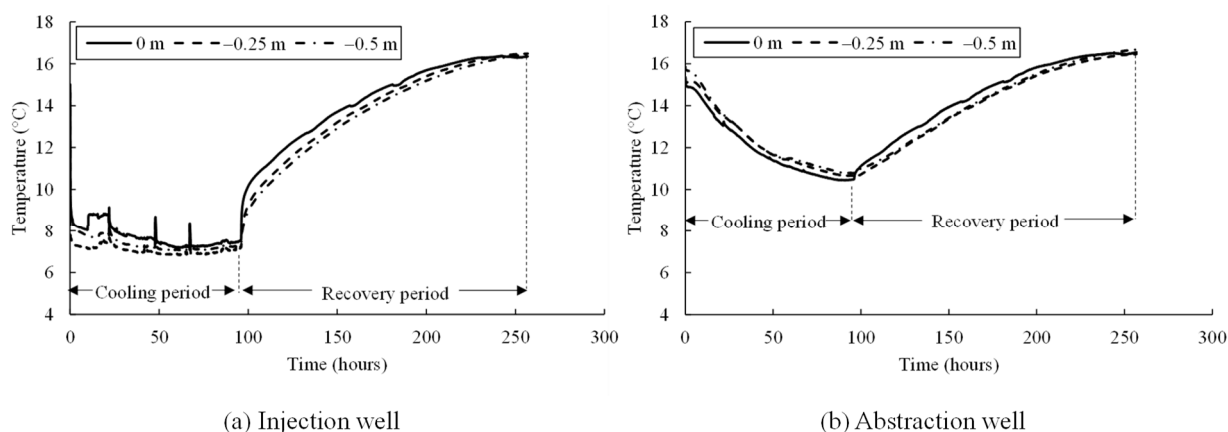 18
16
14
12
10
8
6
4
Temperature (°C)
0 m –0.25 m –0.5 m
Cooling period
Recovery period
0 50 100 150 200 250 300
Time (hours)
(a) Injection well
18
16
14
12
10
8
6
4
Temperature (°C)
0 m –0.25 m –0.5 m
Cooling period
Recovery period
0 50 100 150 200 250 300
Time (hours)
(b) Abstraction well